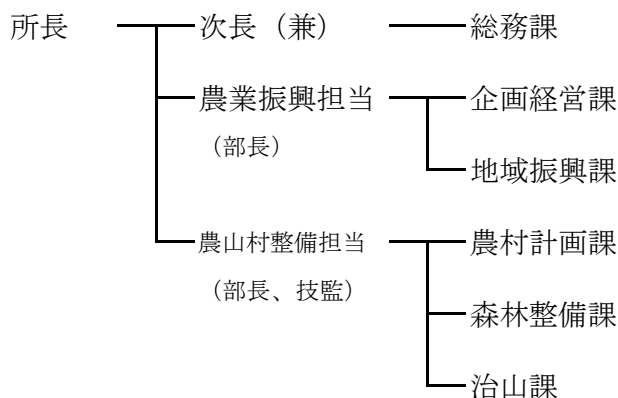 所長 次長（兼） 総務課
農業振興担当 企画経営課
（部長）
地域振興課
農山村整備担当 農村計画課
（部長、技監）
森林整備課
治山課